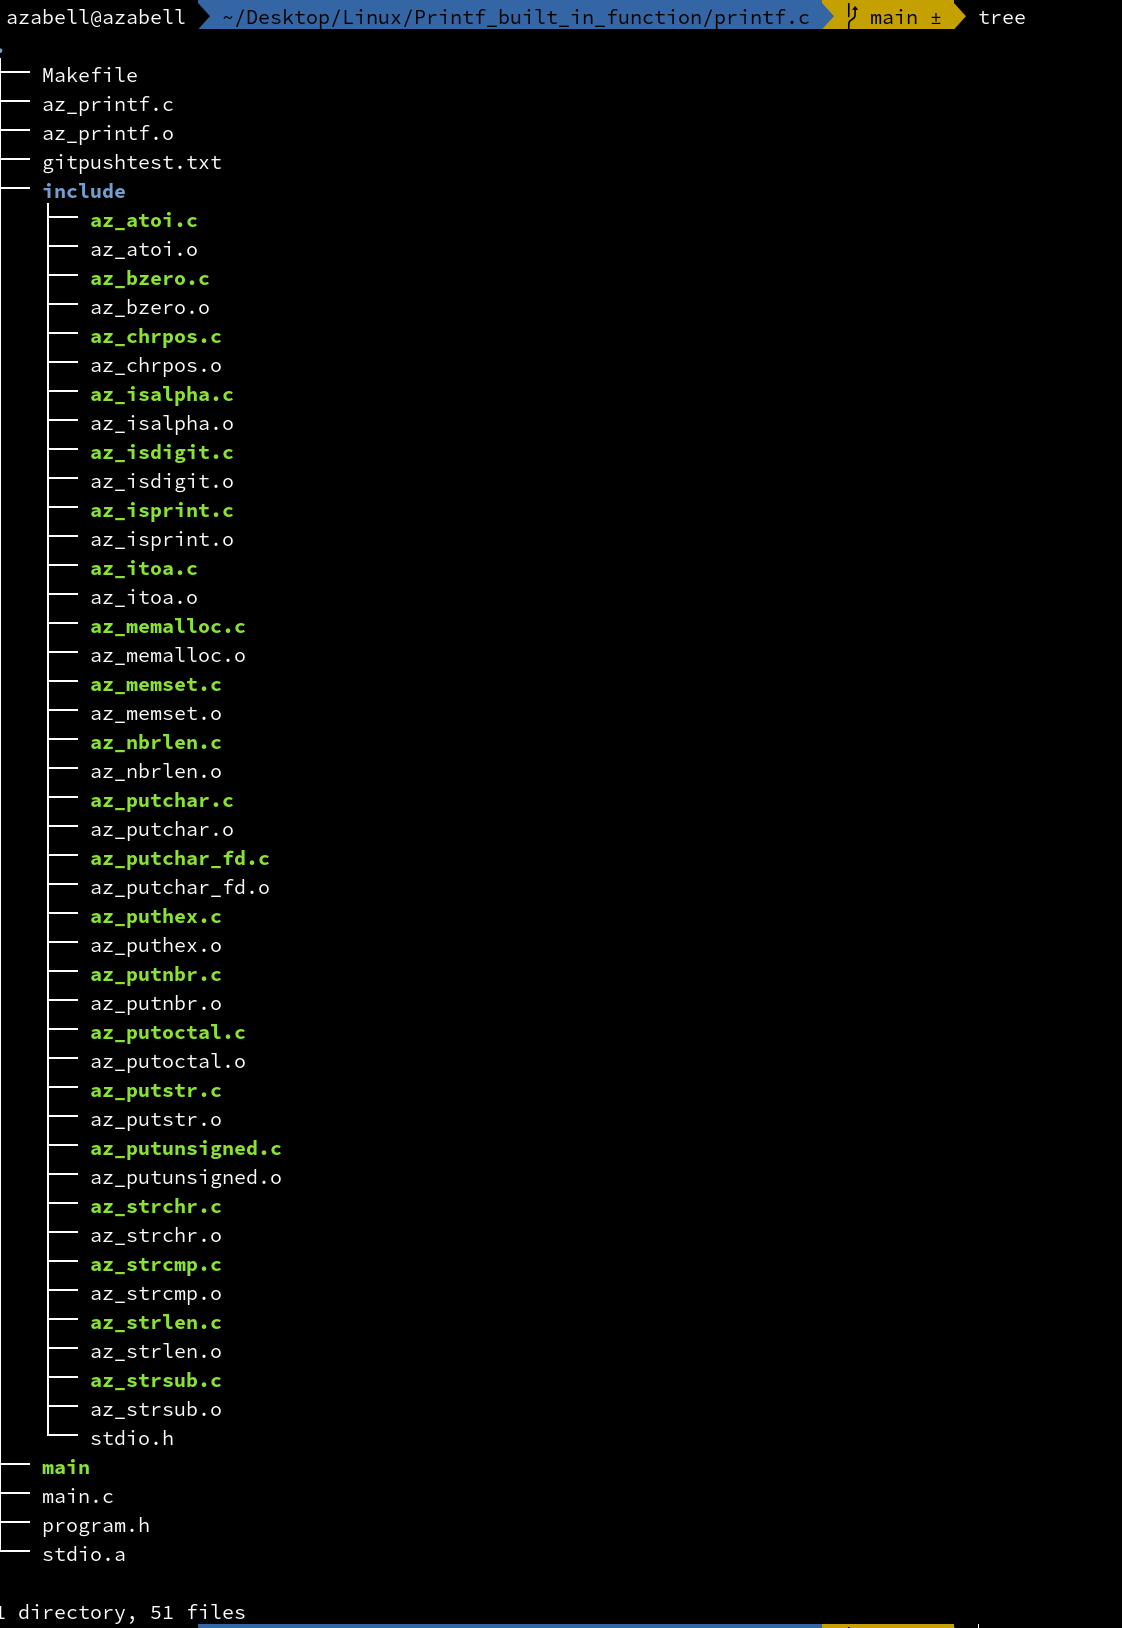 azabell@azabell ~/Desktop/Linux/Printf_built_in_function/printf.c main ± tree
.
Makefile
az_printf.c
az_printf.o
gitpushtest.txt
include
az_atoi.c
az_atoi.o
az_bzero.c
az_bzero.o
az_chrpos.c
az_chrpos.o
az_isalpha.c
az_isalpha.o
az_isdigit.c
az_isdigit.o
az_isprint.c
az_isprint.o
az_itoa.c
az_itoa.o
az_memalloc.c
az_memalloc.o
az_memset.c
az_memset.o
az_nbrlen.c
az_nbrlen.o
az_putchar.c
az_putchar.o
az_putchar_fd.c
az_putchar_fd.o
az_puthex.c
az_puthex.o
az_putnbr.c
az_putnbr.o
az_putoctal.c
az_putoctal.o
az_putstr.c
az_putstr.o
az_putunsigned.c
az_putunsigned.o
az_strchr.c
az_strchr.o
az_strcmp.c
az_strcmp.o
az_strlen.c
az_strlen.o
az_strsub.c
az_strsub.o
stdio.h
main
main.c
program.h
stdio.a
1 directory, 51 files